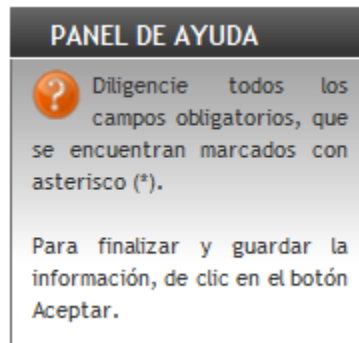 PANEL DE AYUDA
Diligencie todos los
campos obligatorios, que
se encuentran marcados con
asterisco (*).
Para finalizar y guardar la
información, de clic en el botón
Aceptar.